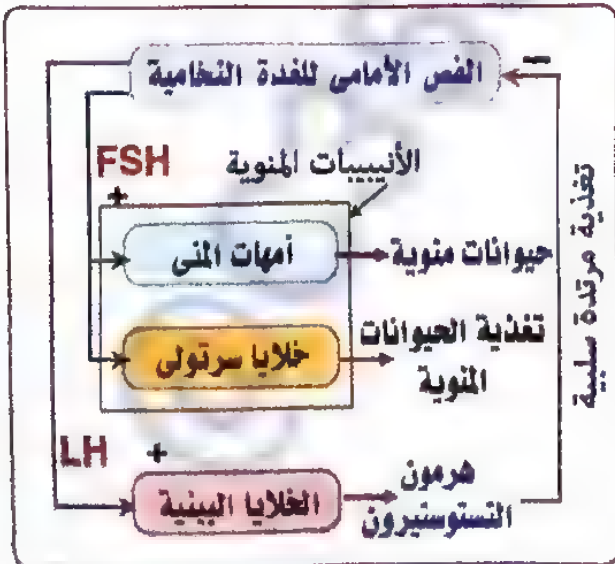 الفص الأمامى للغدة النخامية
−
FSH
+
الأنيبيبات المنوية
أمهات المنى
حيوانات منوية
خلايا سرتولى
تغذية الحيوانات
المنوية
LH +
الخلايا البينية
هرمون
التستوستيرون
تغذية مرتدة سلبية